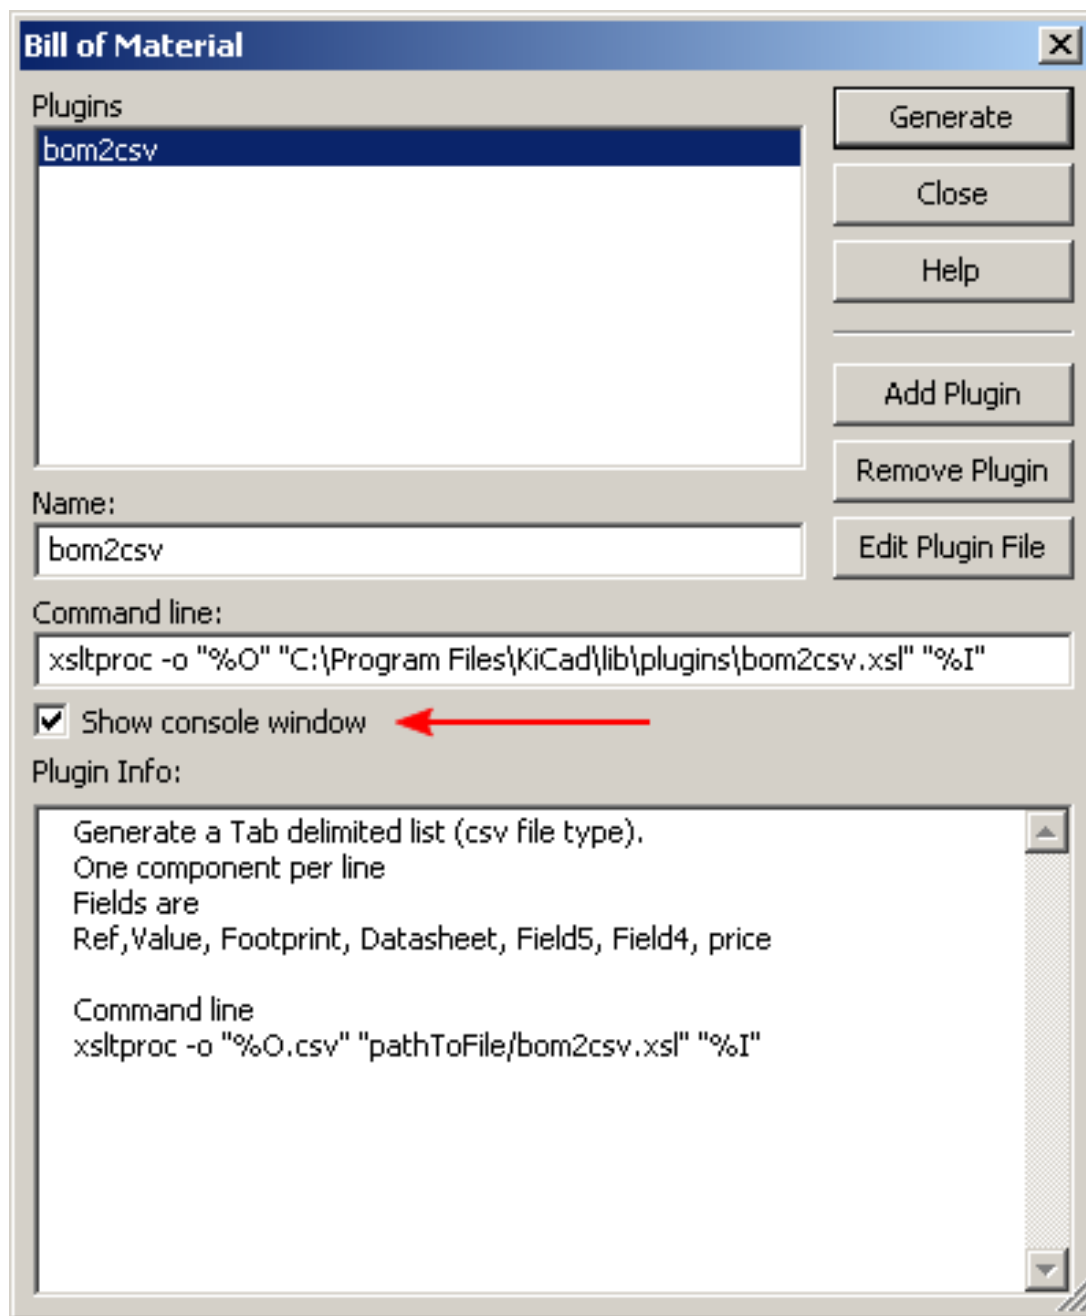 Bill of Material
Plugins
bom2csv
Generate
Close
Help
Add Plugin
Remove Plugin
Edit Plugin File
Name:
bom2csv
Command line:
xsltproc -o "%O" "C:\Program Files\KiCad\lib\plugins\bom2csv.xsl" "%I"
Show console window
Plugin Info:
Generate a Tab delimited list (csv file type).
One component per line
Fields are
Ref,Value, Footprint, Datasheet, Field5, Field4, price
Command line
xsltproc -o "%O.csv" "pathToFile/bom2csv.xsl" "%I"